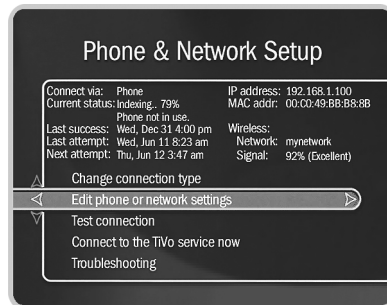 Phone & Network Setup
Connect via: Phone
Current status: Indexing.. 79%
Phone not in use.
Last success: Wed, Dec 31 4:00 pm
Last attempt: Wed, Jun 11 8:23 am
Next attempt: Thu, Jun 12 3:47 am
IP address: 192.168.1.100
MAC addr: 00:C0:49:BB:B8:8B
Wireless:
Network: mynetwork
Signal: 92% (Excellent)
Change connection type
Edit phone or network settings
Test connection
Connect to the TiVo service now
Troubleshooting